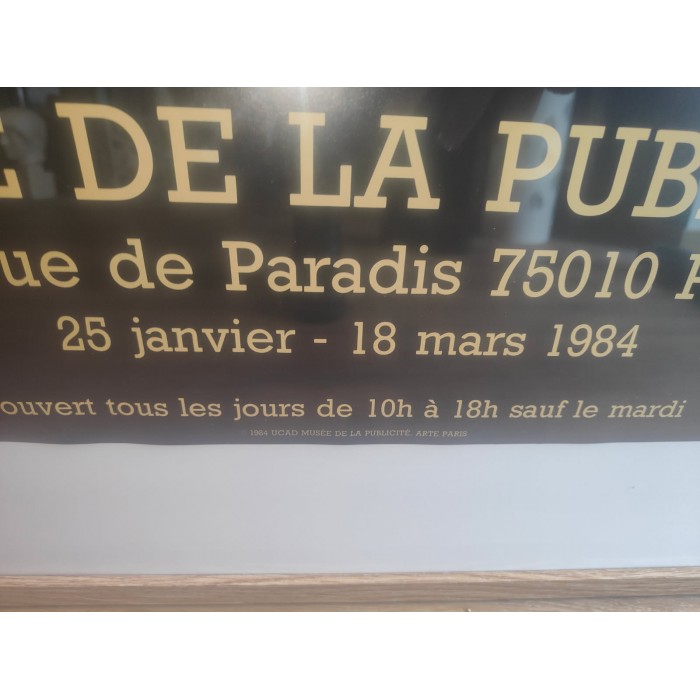 E DE LA PUB
ue de Paradis 75010 P
25 janvier - 18 mars 1984
ouvert tous les jours de 10h à 18h sauf le mardi
© 1984 UCAD MUSÉE DE LA PUBLICITÉ ARTE PARIS